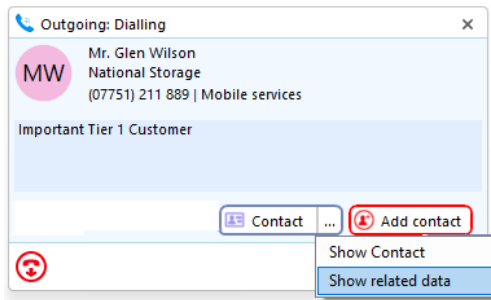 Outgoing: Dialling
MW
Mr. Glen Wilson
National Storage
(07751) 211 889 | Mobile services
Important Tier 1 Customer
Contact ... Add contact
Show Contact
Show related data